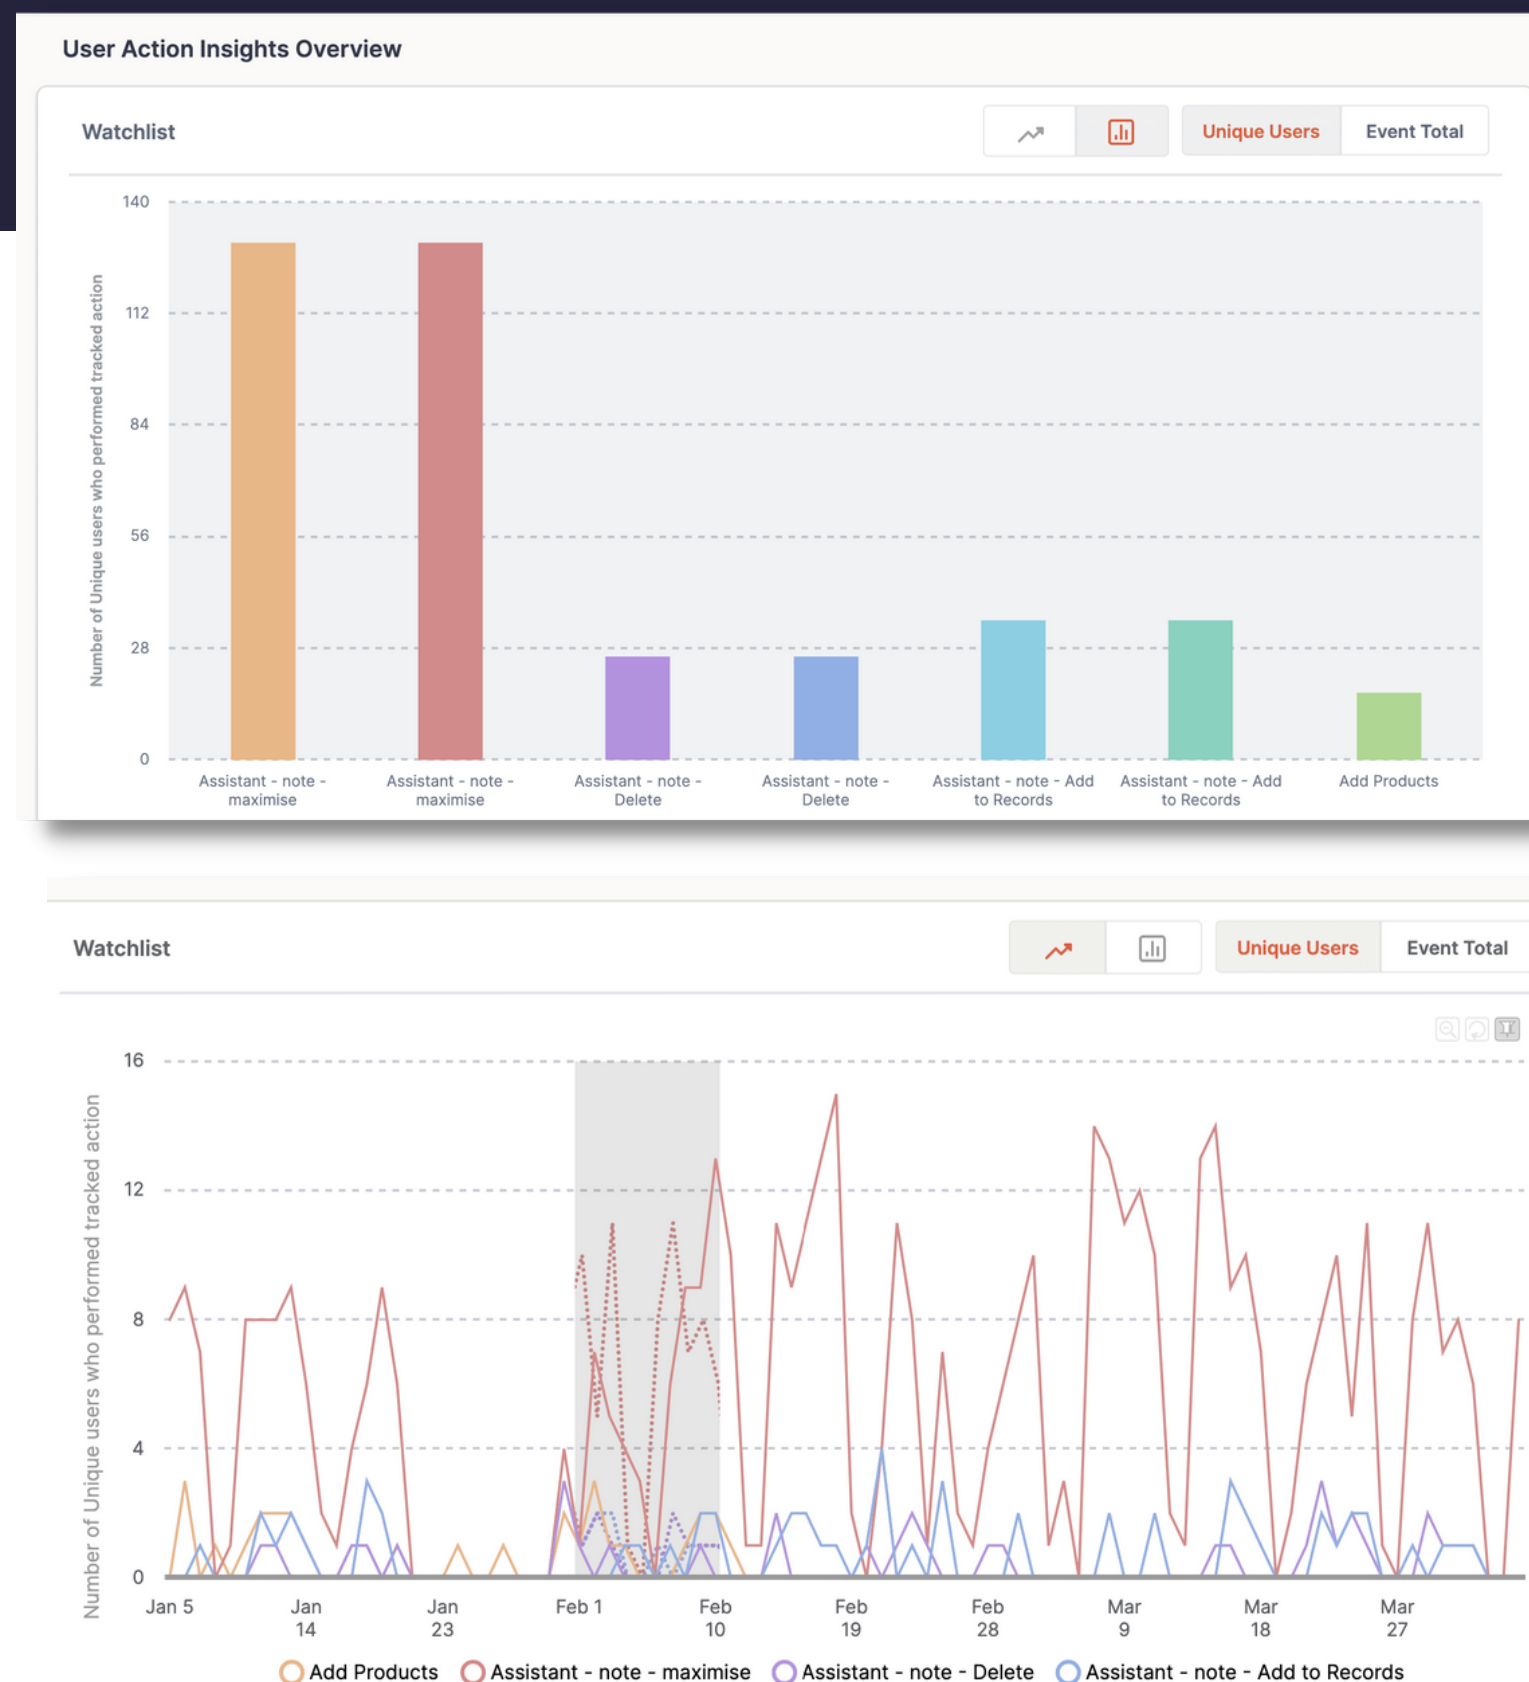 User Action Insights Overview
Watchlist
Unique Users
Event Total
Number of Unique users who performed tracked action
140
112
84
56
28
0
Assistant - note -
maximise
Assistant - note -
maximise
Assistant - note -
Delete
Assistant - note -
Delete
Assistant - note - Add
to Records
Assistant - note - Add
to Records
Add Products
Watchlist
Unique Users
Event Total
Number of Unique users who performed tracked action
16
12
8
4
0
Jan 5
Jan
14
Jan
23
Feb 1
Feb
10
Feb
19
Feb
28
Mar
9
Mar
18
Mar
27
Add Products
Assistant - note - maximise
Assistant - note - Delete
Assistant - note - Add to Records